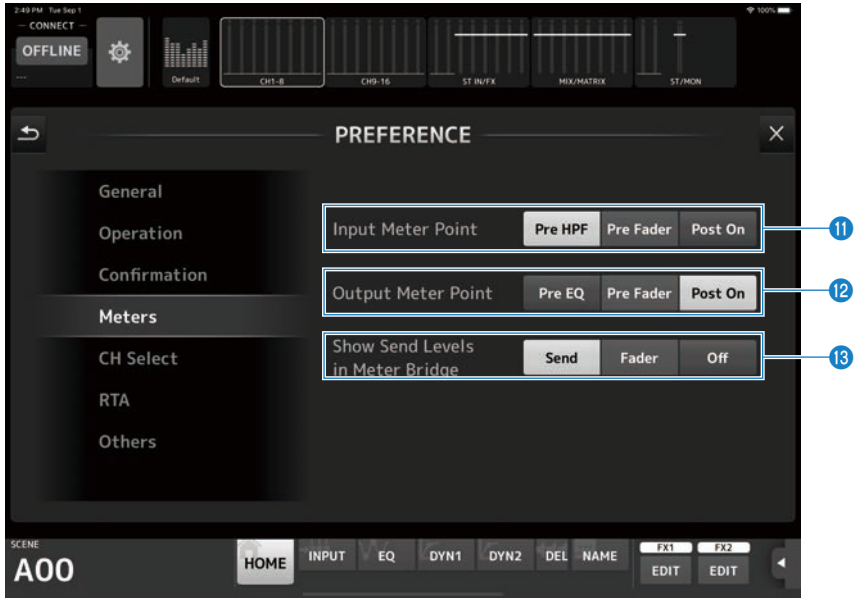 2:49 PM Tue Sep 1
100%
CONNECT
OFFLINE
---
Default
CH1-8
CH9-16
ST IN/FX
MIX/MATRIX
ST/MON
PREFERENCE
General
Operation
Confirmation
Meters
CH Select
RTA
Others
Input Meter Point
Pre HPF
Pre Fader
Post On
11
Output Meter Point
Pre EQ
Pre Fader
Post On
12
Show Send Levels
in Meter Bridge
Send
Fader
Off
13
SCENE
A00
HOME
INPUT
EQ
DYN1
DYN2
DEL
NAME
FX1
EDIT
FX2
EDIT